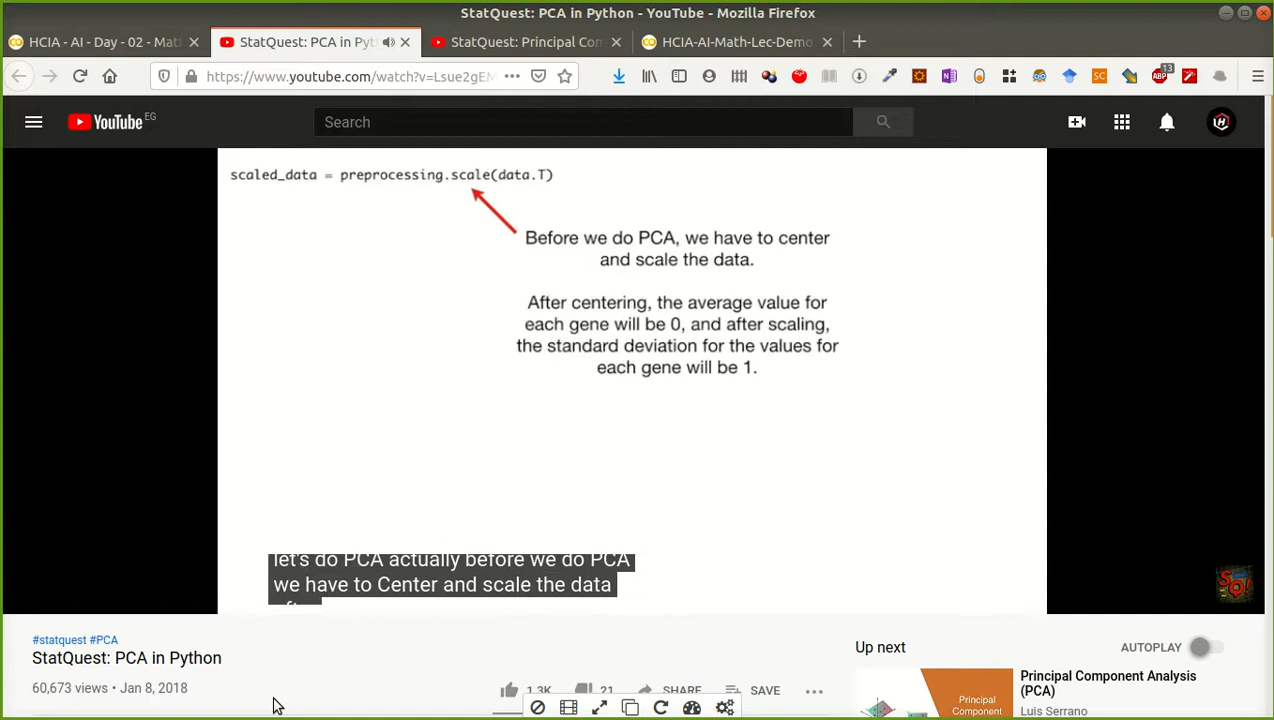 StatQuest: PCA in Python - YouTube - Mozilla Firefox
HCIA - AI - Day - 02 - Mat
StatQuest: PCA in Pyt
StatQuest: Principal Com
HCIA-AI-Math-Lec-Demo
https://www.youtube.com/watch?v=Lsue2gEM
SC
ABP
13
YouTube EG
Search
scaled_data = preprocessing.scale(data.T)
Before we do PCA, we have to center
and scale the data.
After centering, the average value for
each gene will be 0, and after scaling,
the standard deviation for the values for
each gene will be 1.
let's do PCA actually before we do PCA
we have to Center and scale the data
SQ!
#statquest #PCA
StatQuest: PCA in Python
60,673 views • Jan 8, 2018
1.3K
21
SHARE
SAVE
Up next
AUTOPLAY
Principal
Component
Principal Component Analysis
(PCA)
Luis Serrano